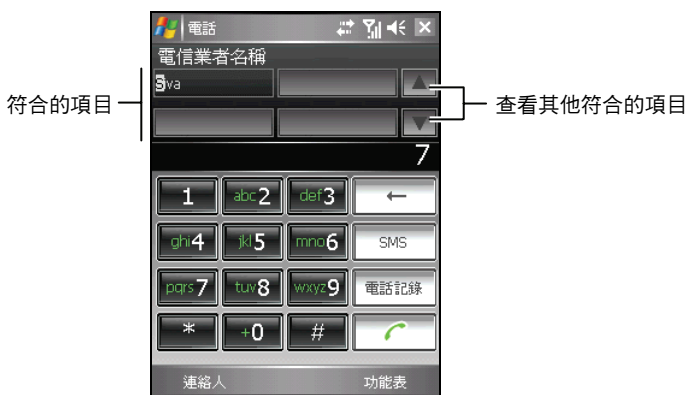 電話
電信業者名稱
Sva
符合的項目
查看其他符合的項目
7
1 abc2 def3 ←
ghi4 jkl5 mno6 SMS
pqrs7 tuv8 wxyz9 電話記錄
* +0 #
連絡人 功能表